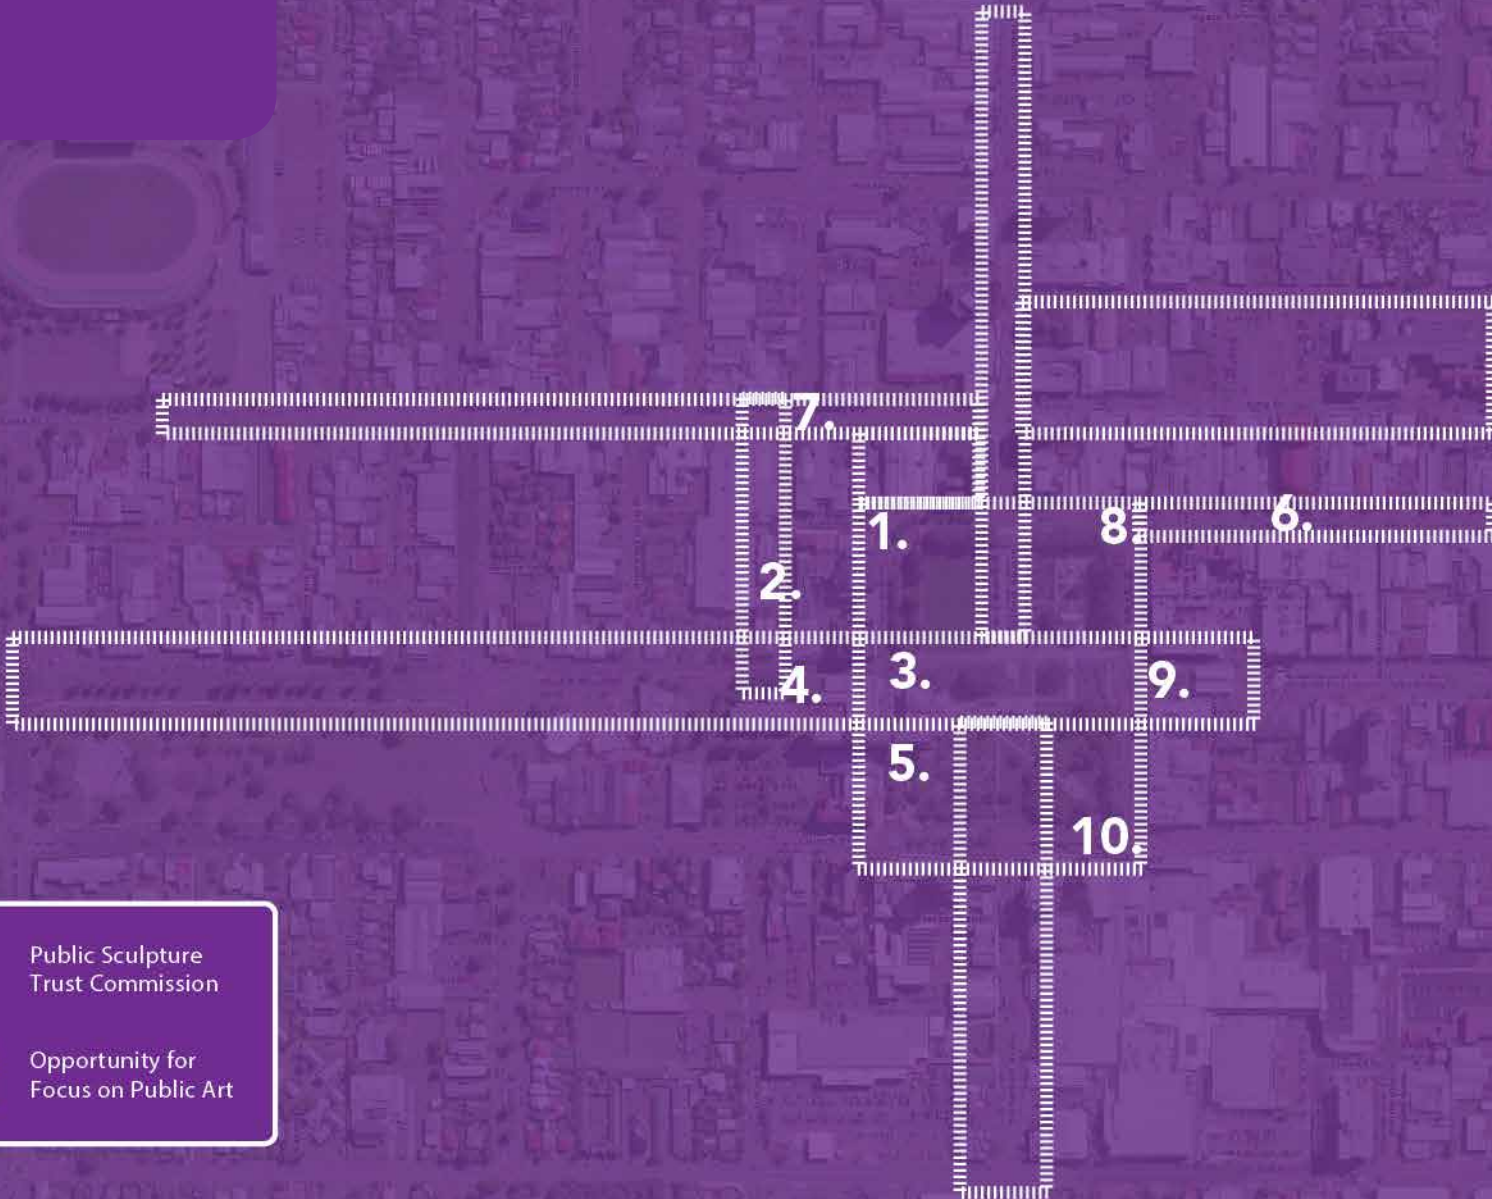 7.
1.
8.
6.
2.
3.
4.
9.
5.
10.
Public Sculpture
Trust Commission
Opportunity for
Focus on Public Art